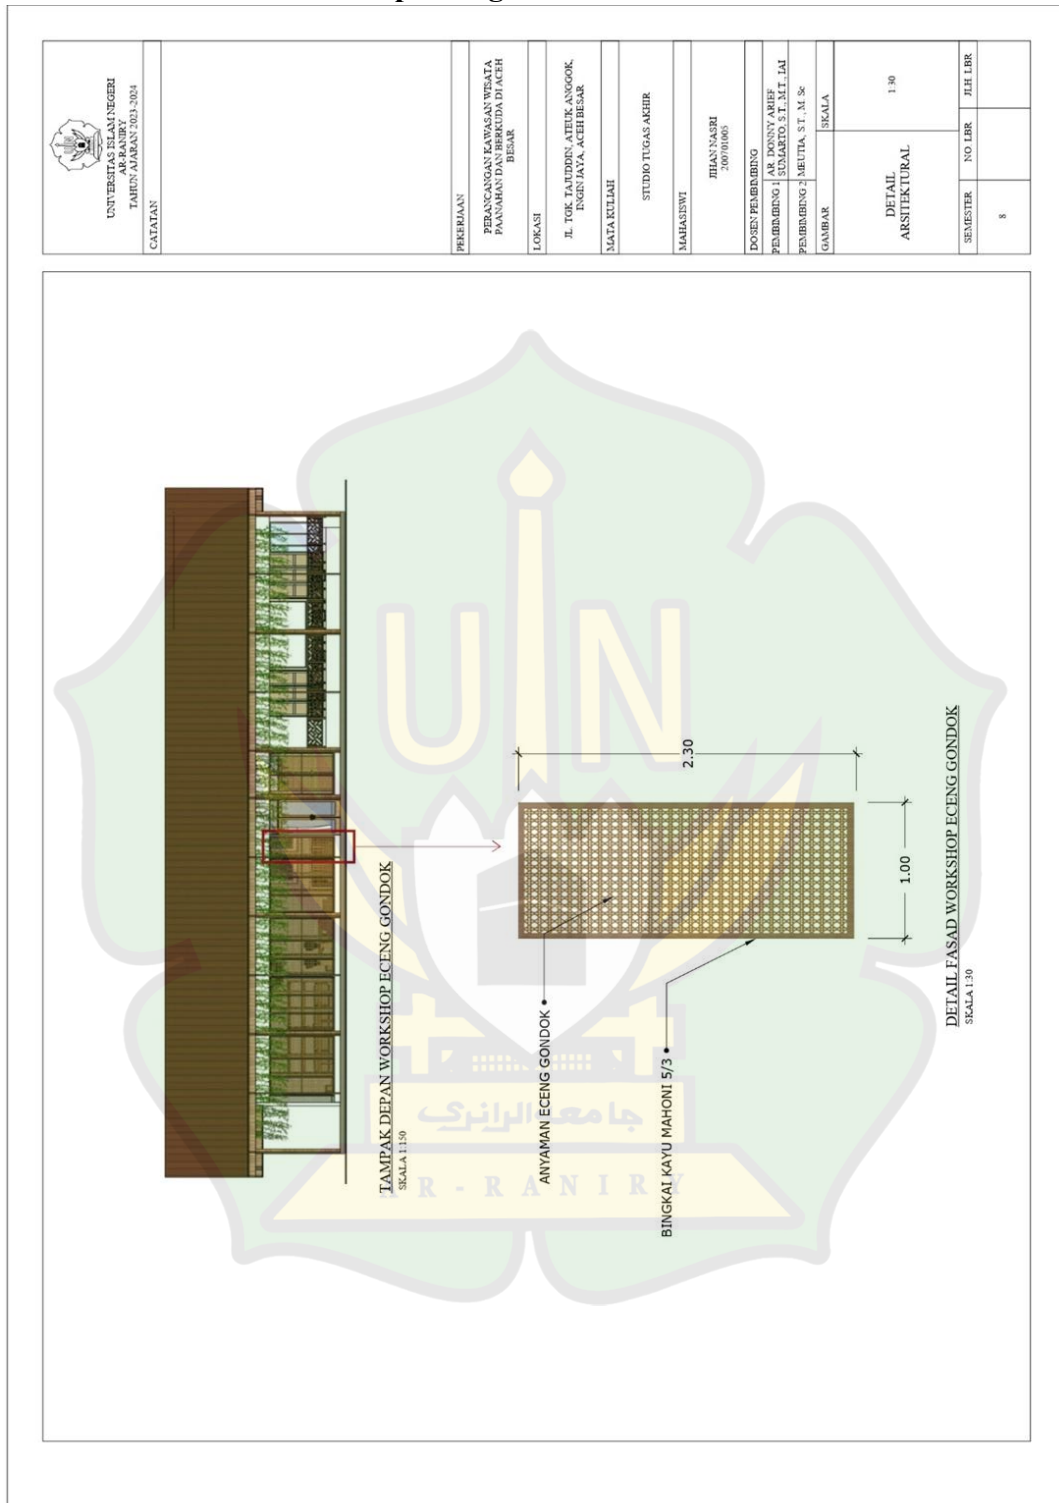 UNIVERSITAS ISLAM NEGERI
AR-RANIRY
TAHUN AJARAN 2023-2024
CATATAN
PEKERJAAN
PERANCANGAN KAWASAN WISATA
PAANAHAN DAN BERKUDA DI ACEH
BESAR
LOKASI
JL. TGK. TAJUDDIN, ATEUK ANGGOK,
INGIN JAYA, ACEH BESAR
MATA KULIAH
STUDIO TUGAS AKHIR
MAHASISWI
JIHAN NASRI
200701005
DOSEN PEMBIMBING
PEMBIMBING 1 AR. DONNY ARIEF
SUMARTO, S.T., M.T., IAI
PEMBIMBING 2 MEUTIA, S.T., M. Sc
GAMBAR SKALA
DETAIL
ARSITEKTURAL
1:30
SEMESTER NO. LBR JLH. LBR
8
TAMPAK DEPAN WORKSHOP ECENG GONDOK
SKALA 1:150
ANYAMAN ECENG GONDOK
BINGKAI KAYU MAHONI 5/3
2.30
1.00
DETAIL FASAD WORKSHOP ECENG GONDOK
SKALA 1:30
UIN
جامعة الرانري
AR-RANIRY